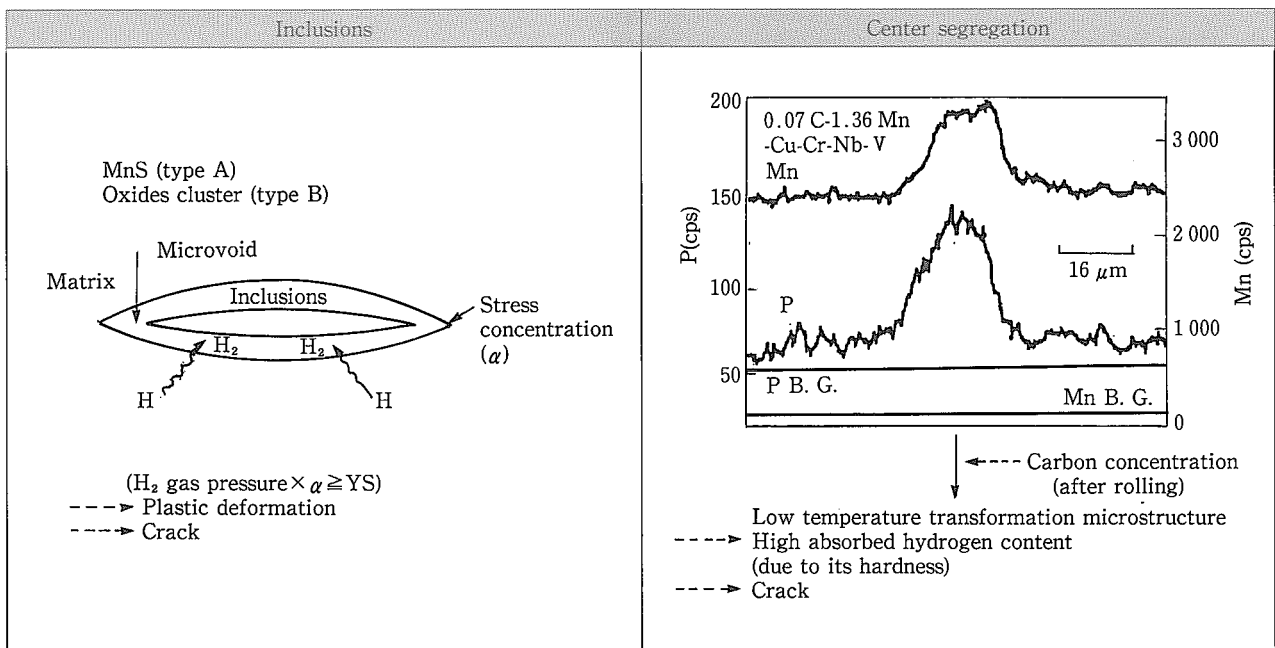 Inclusions
MnS (type A)
Oxides cluster (type B)
Microvoid
Matrix
Inclusions
H₂ H₂
Stress
concentration
(α)
H H
(H₂ gas pressure × α ≧ YS)
Plastic deformation
Crack
Center segregation
200
150
100
50
P(cps)
0.07 C-1.36 Mn
-Cu-Cr-Nb-V
Mn
16 μm
P
P B. G.
Mn B. G.
3 000
2 000
1 000
0
Mn (cps)
Carbon concentration
(after rolling)
Low temperature transformation microstructure
High absorbed hydrogen content
(due to its hardness)
Crack